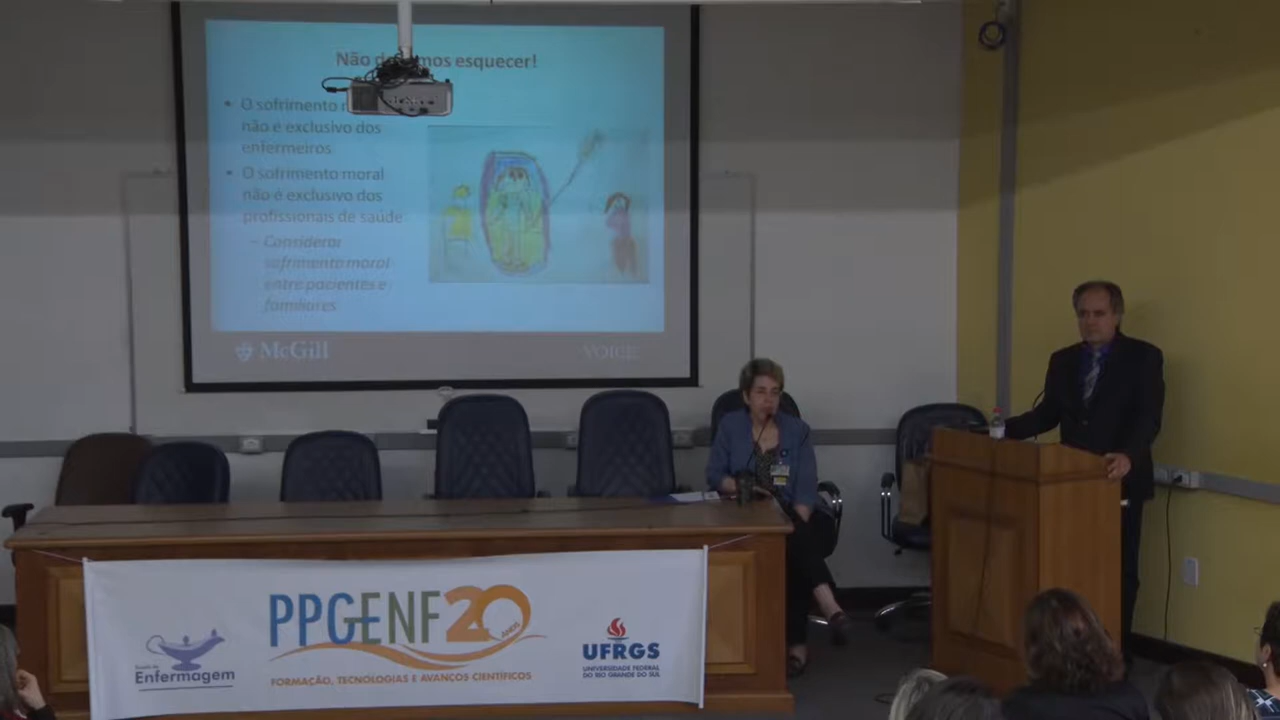 Não mos esquecer!
• O sofrimento
não é exclusivo dos
enfermeiros
• O sofrimento moral
não é exclusivo dos
profissionais de saúde
– Considerar
sofrimento moral
entre pacientes e
familiares
McGill
VOICE
PPGENF20
ANOS
FORMAÇÃO, TECNOLOGIAS E AVANÇOS CIENTÍFICOS
Escola de
Enfermagem
UFRGS
UNIVERSIDADE FEDERAL
DO RIO GRANDE DO SUL